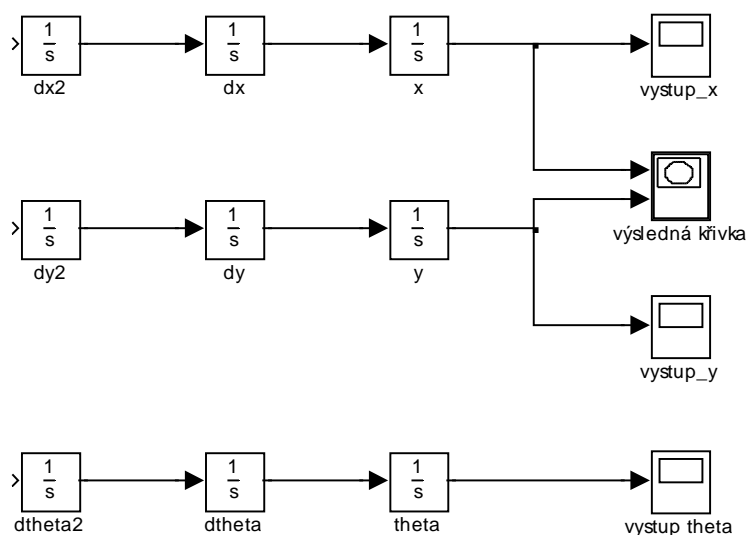 1
s
dx2
1
s
dx
1
s
x
vystup_x
výsledná křivka
1
s
dy2
1
s
dy
1
s
y
vystup_y
1
s
dtheta2
1
s
dtheta
1
s
theta
vystup theta